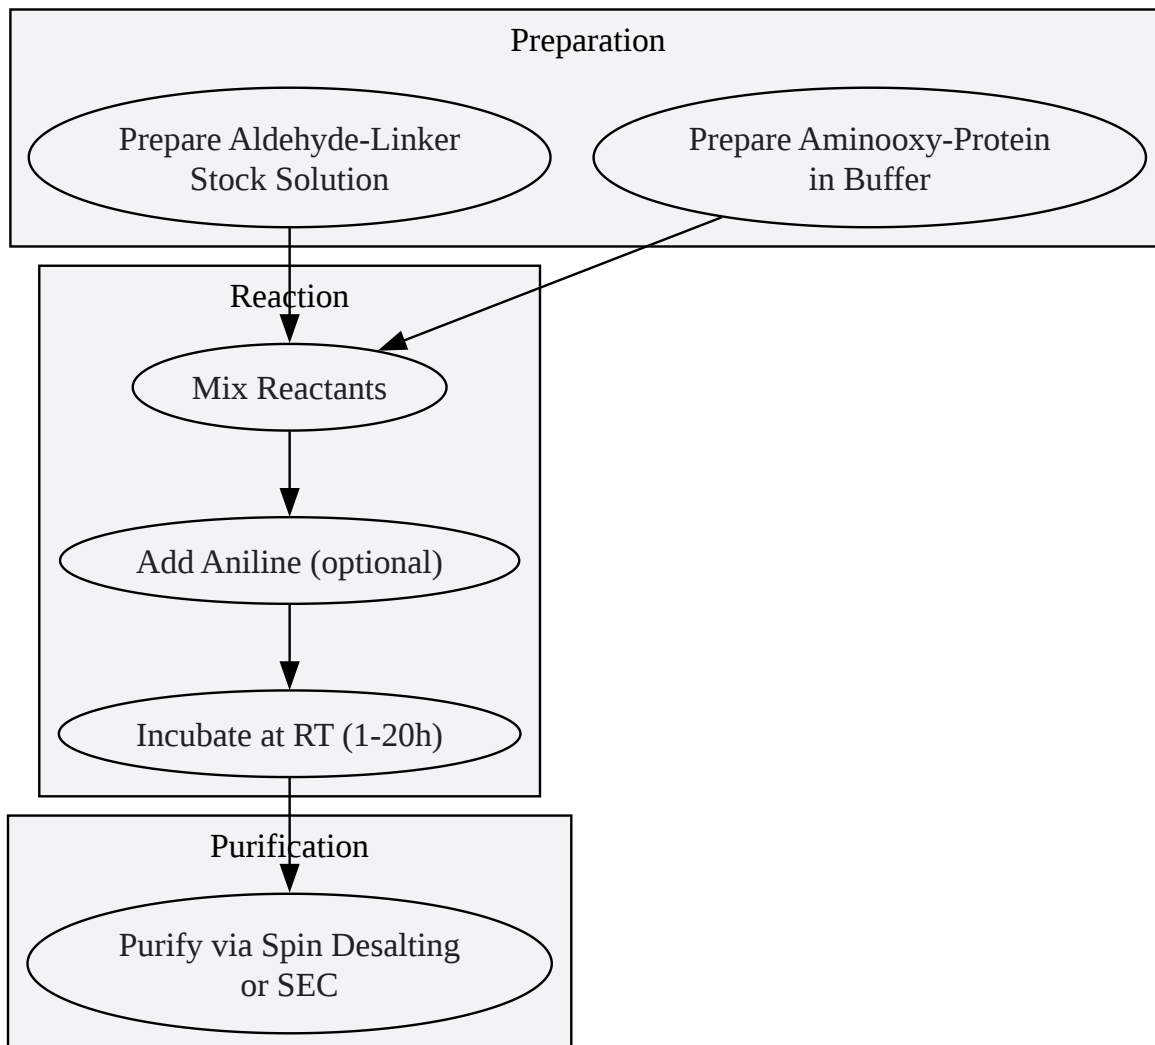 Preparation
Prepare Aldehyde-Linker
Stock Solution
Prepare Aminooxy-Protein
in Buffer
Reaction
Mix Reactants
Add Aniline (optional)
Incubate at RT (1-20h)
Purification
Purify via Spin Desalting
or SEC